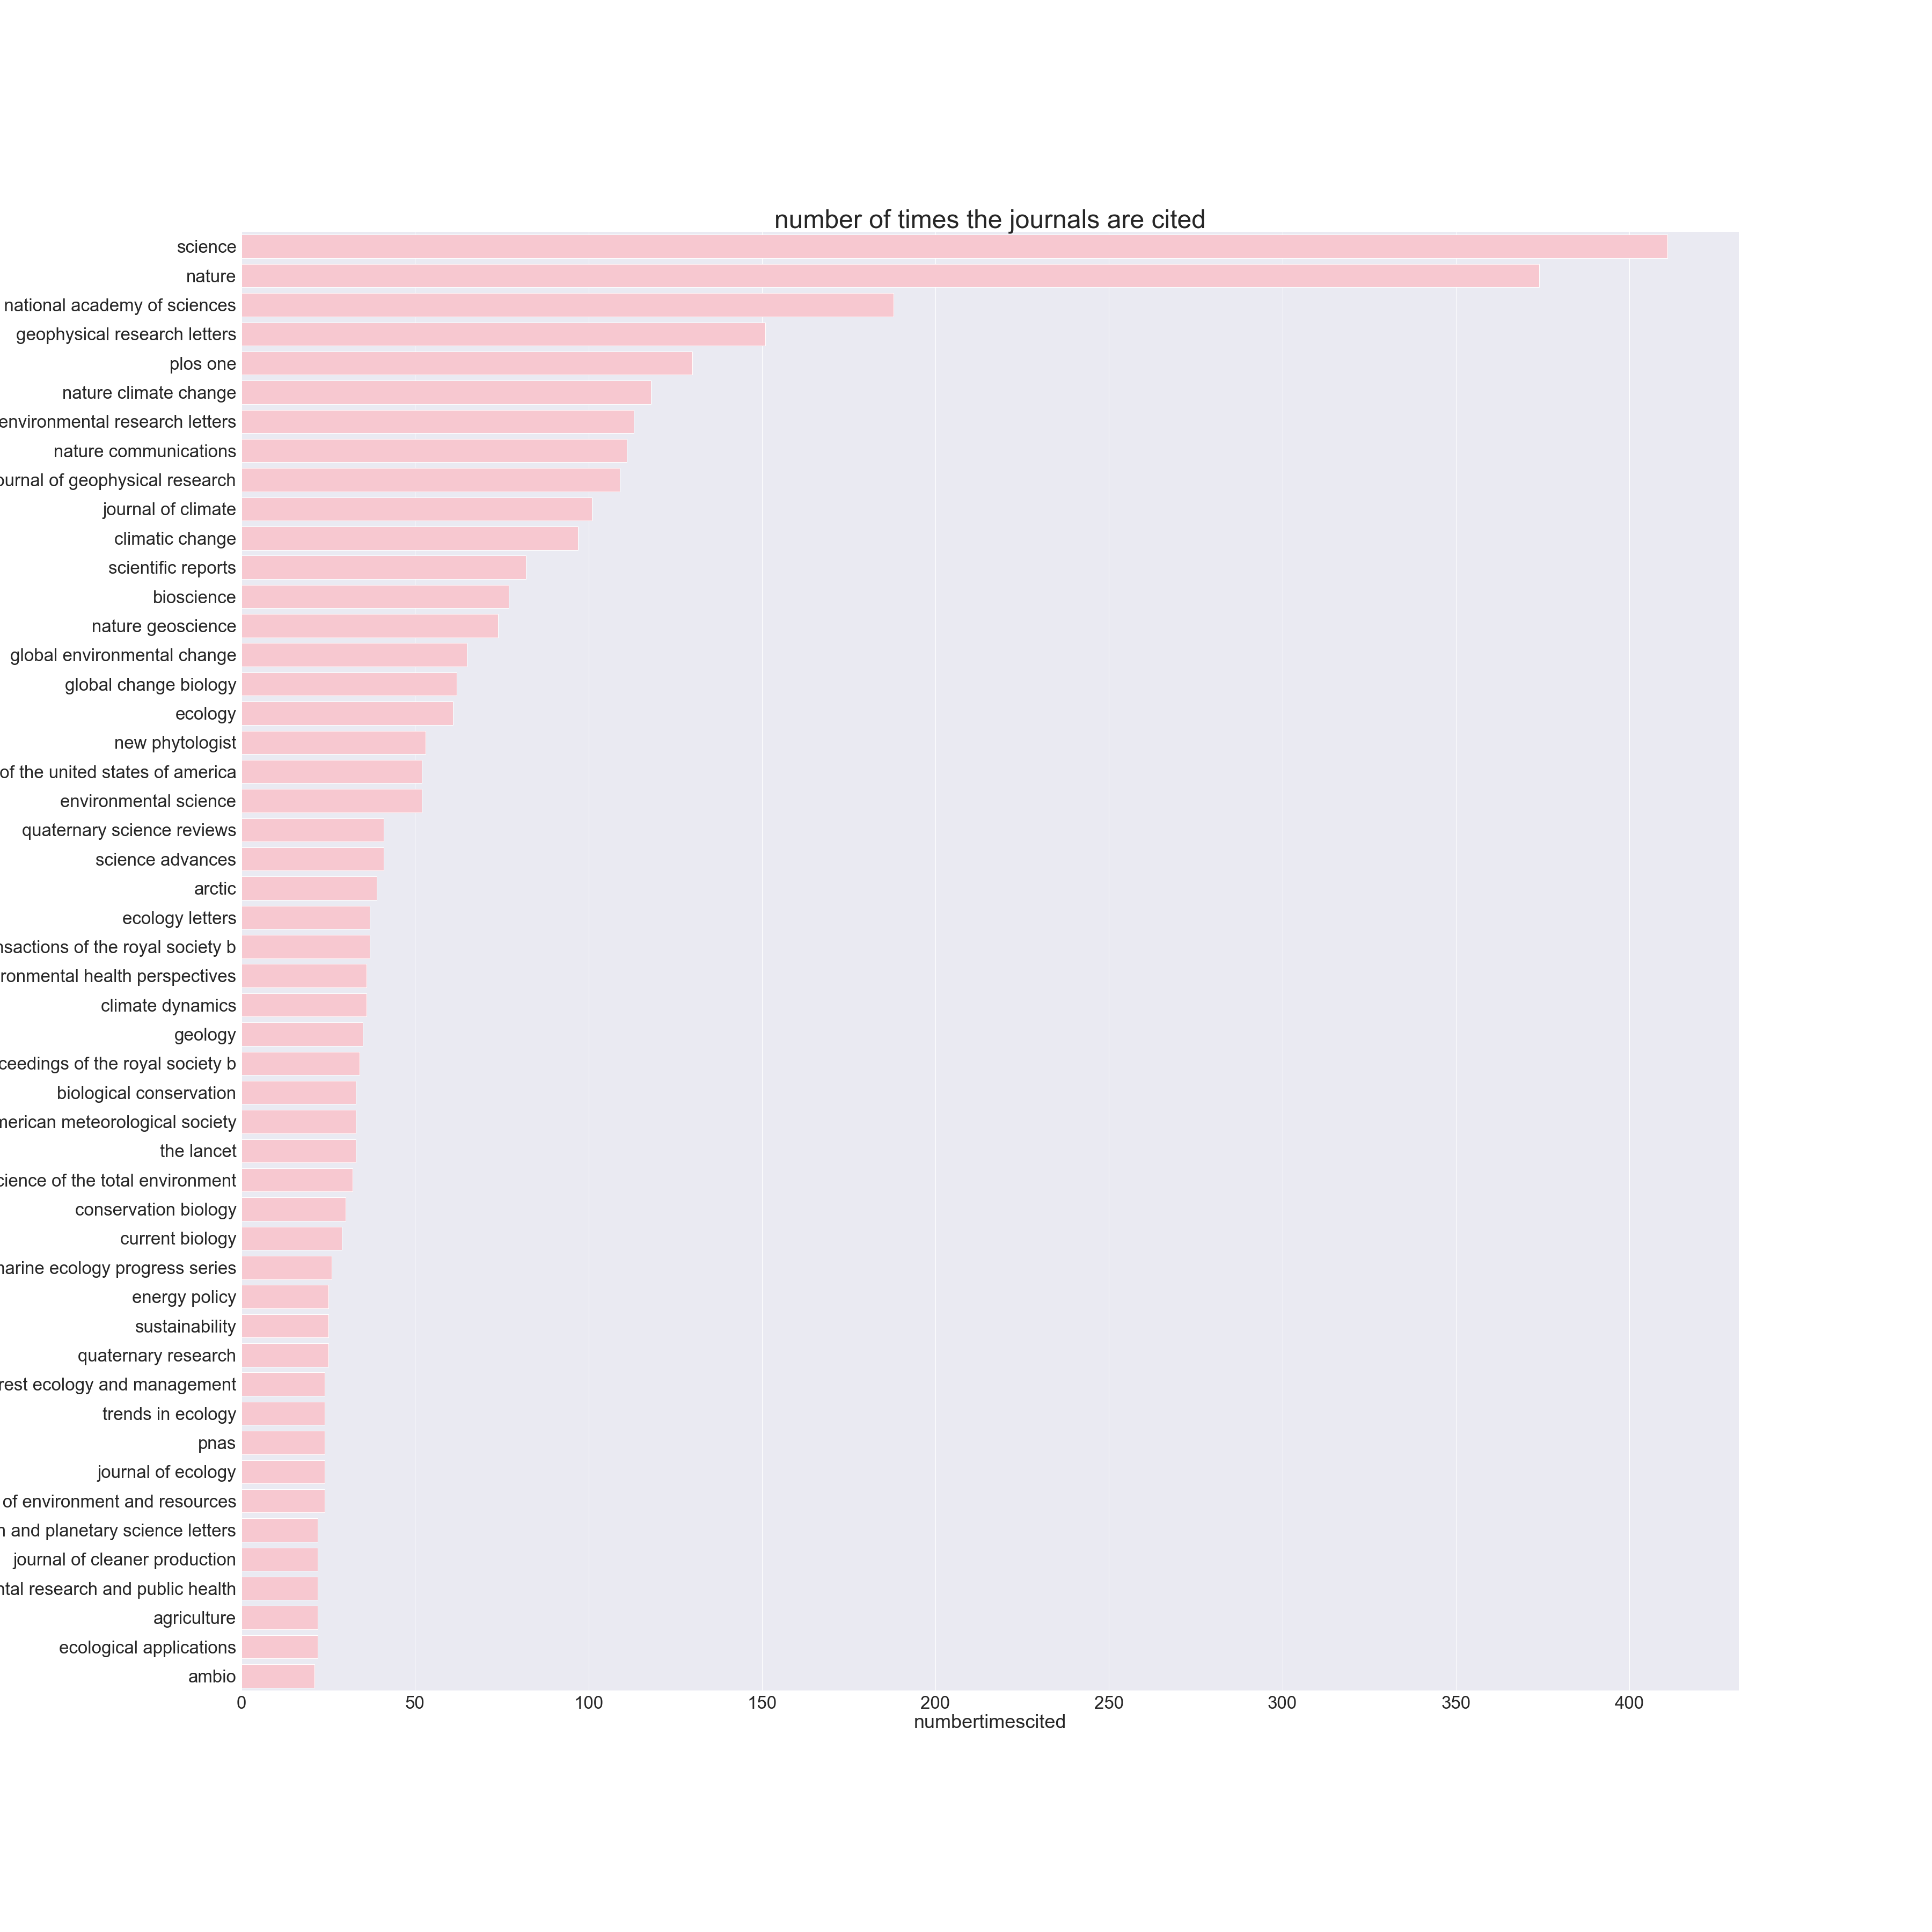 number of times the journals are cited
science
nature
national academy of sciences
geophysical research letters
plos one
nature climate change
environmental research letters
nature communications
ournal of geophysical research
journal of climate
climatic change
scientific reports
bioscience
nature geoscience
global environmental change
global change biology
ecology
new phytologist
of the united states of america
environmental science
quaternary science reviews
science advances
arctic
ecology letters
nsactions of the royal society b
ronmental health perspectives
climate dynamics
geology
ceedings of the royal society b
biological conservation
merican meteorological society
the lancet
cience of the total environment
conservation biology
current biology
marine ecology progress series
energy policy
sustainability
quaternary research
rest ecology and management
trends in ecology
pnas
journal of ecology
of environment and resources
n and planetary science letters
journal of cleaner production
ntal research and public health
agriculture
ecological applications
ambio
0 50 100 150 200 250 300 350 400
numbertimescited